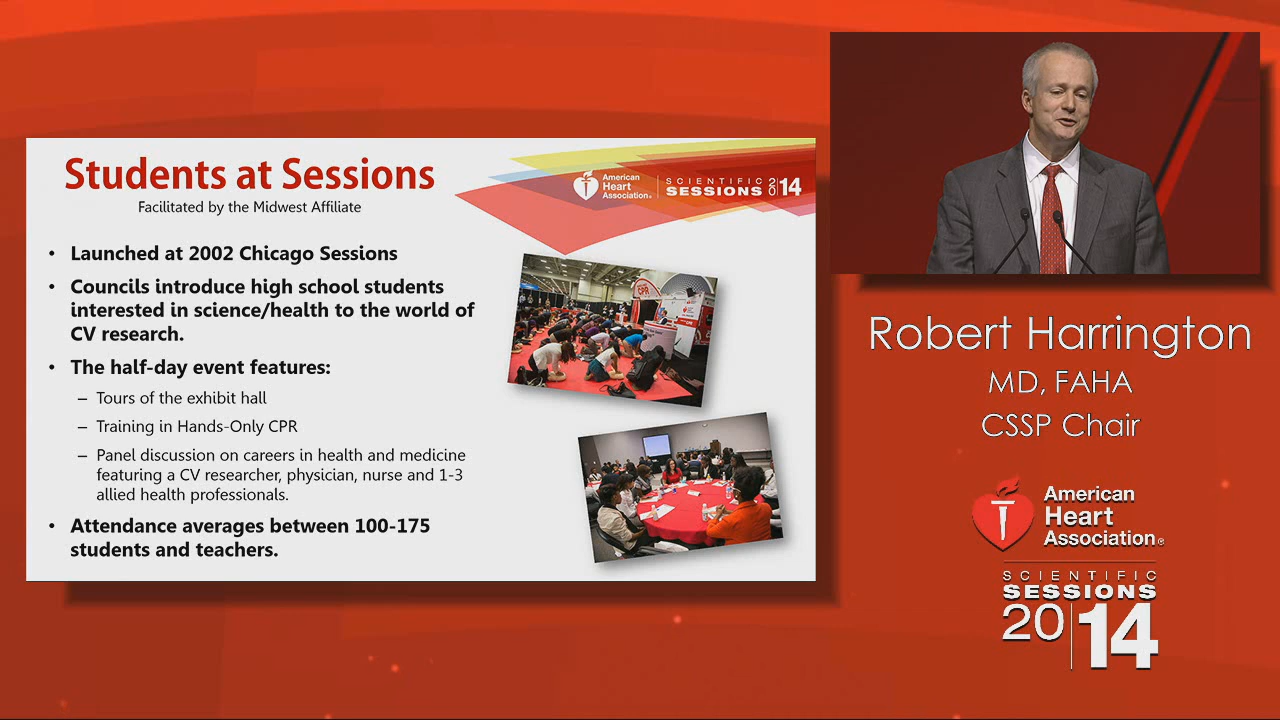 Students at Sessions
Facilitated by the Midwest Affiliate
American
Heart
Association®
SCIENTIFIC
SESSIONS
2014
• Launched at 2002 Chicago Sessions
• Councils introduce high school students
interested in science/health to the world of
CV research.
• The half-day event features:
– Tours of the exhibit hall
– Training in Hands-Only CPR
– Panel discussion on careers in health and medicine
featuring a CV researcher, physician, nurse and 1-3
allied health professionals.
• Attendance averages between 100-175
students and teachers.
CPR
Robert Harrington
MD, FAHA
CSSP Chair
American
Heart
Association®
SCIENTIFIC
SESSIONS
20|14